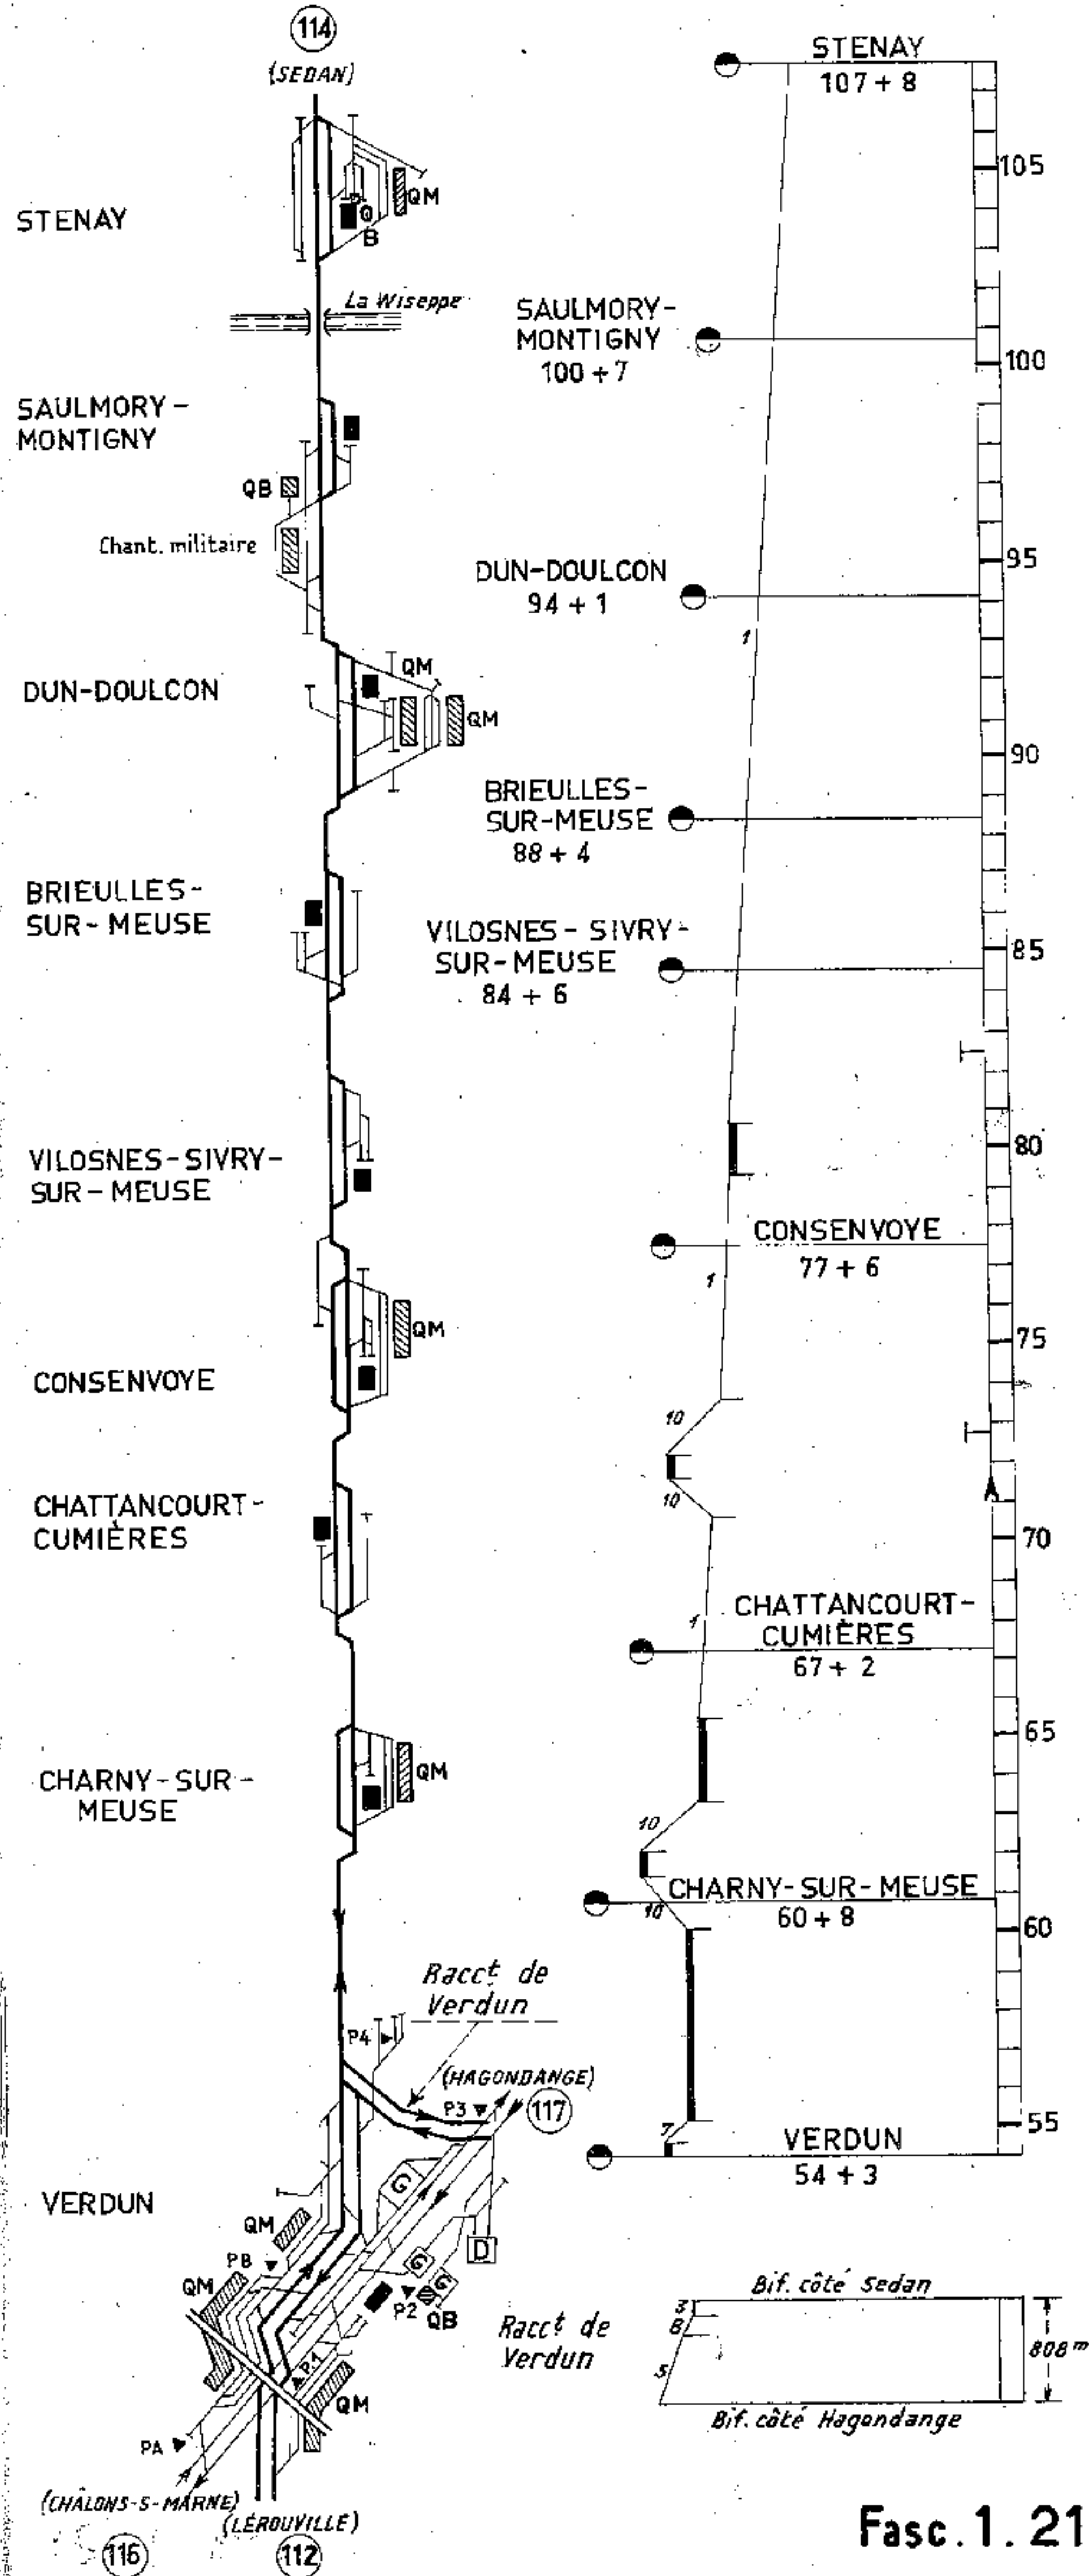 114
(SEDAN)
STENAY
Q
B
QM
La Wiseppe
SAULMORY-
MONTIGNY
QB
Chant. militaire
DUN-DOULCON
QM
QM
BRIEULLES-
SUR-MEUSE
VILOSNES-SIVRY-
SUR-MEUSE
CONSENVOYE
QM
CHATTANCOURT-
CUMIÈRES
CHARNY-SUR-
MEUSE
QM
Racct de
Verdun
P4
(HAGONDANGE)
P3
117
VERDUN
G
QM
PB
QM
D
G
G
P2
QB
P1
QM
PA
(CHÂLONS-S-MARNE)
(LÉROUVILLE)
116
112
STENAY
107 + 8
105
SAULMORY-
MONTIGNY
100 + 7
100
95
DUN-DOULCON
94 + 1
1
90
BRIEULLES-
SUR-MEUSE
88 + 4
85
VILOSNES-SIVRY-
SUR-MEUSE
84 + 6
80
CONSENVOYE
77 + 6
1
75
10
10
70
1
CHATTANCOURT-
CUMIÈRES
67 + 2
65
10
CHARNY-SUR-MEUSE
60 + 8
10
60
55
7
VERDUN
54 + 3
Racct de
Verdun
Bif. côté Sedan
3
8
5
808 m
Bif. côté Hagondange
Fasc. 1. 21